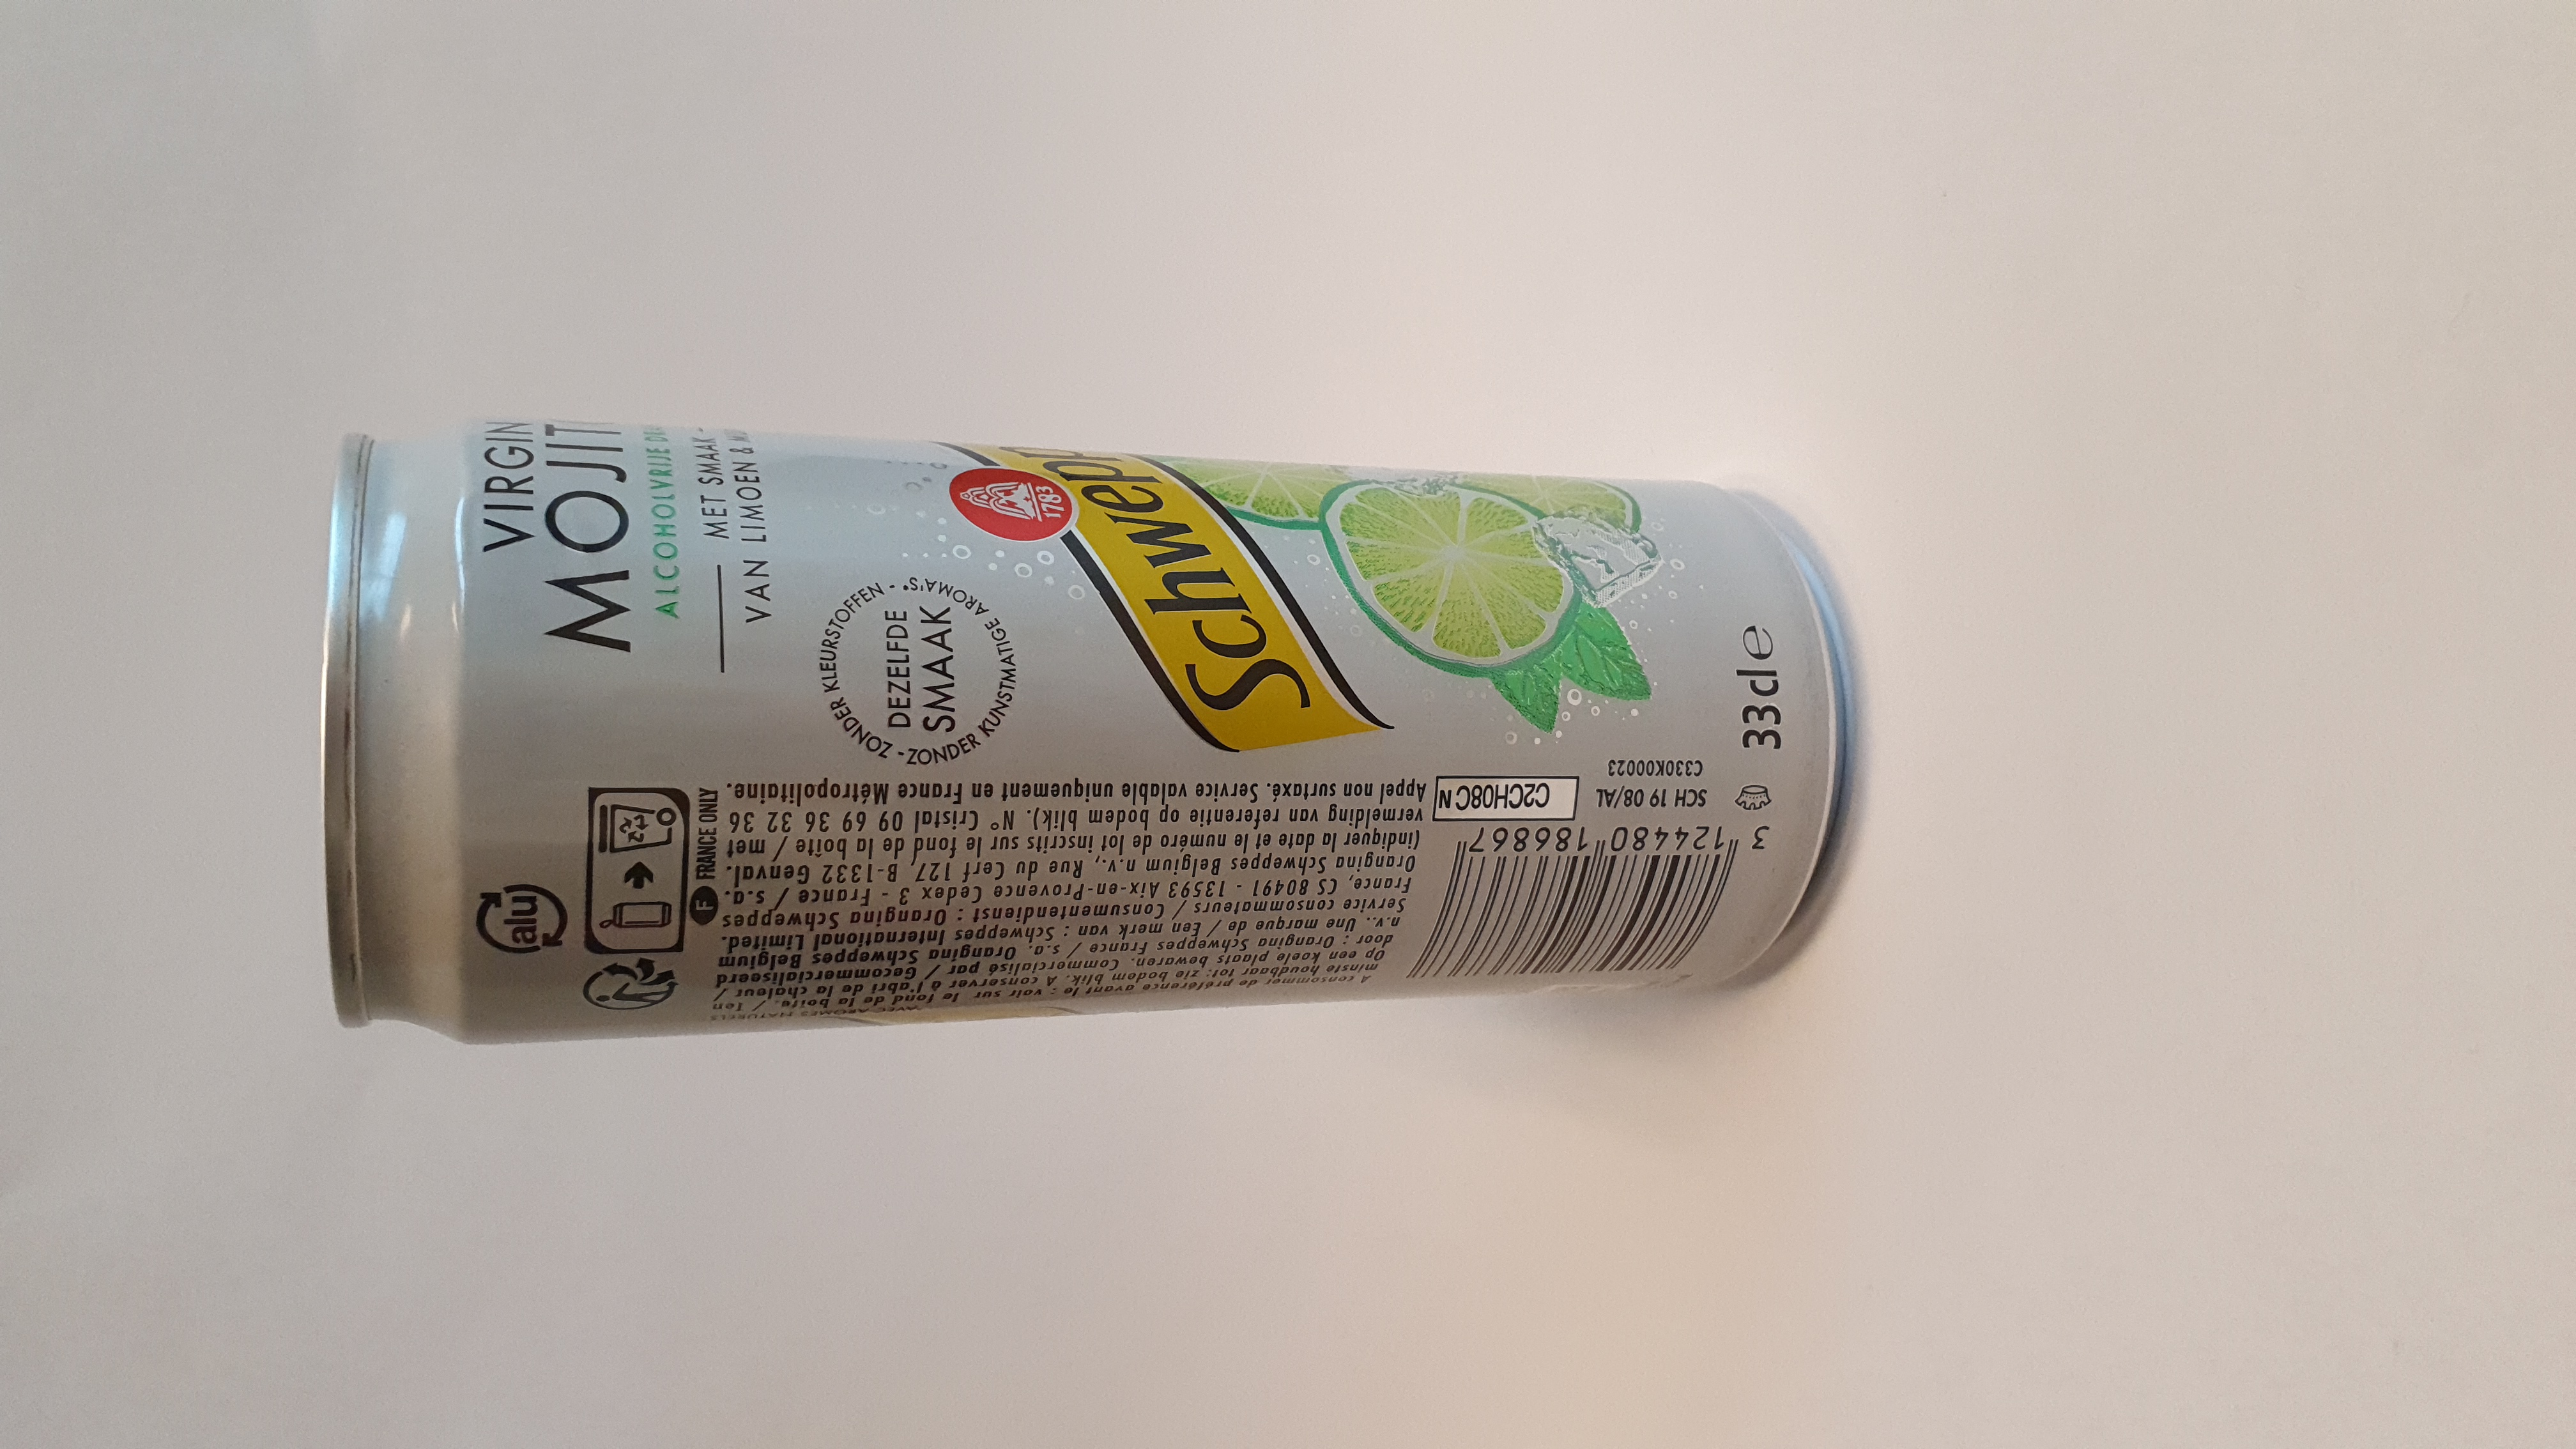 alu
F FRANCE ONLY
A consommer de préférence avant le : voir sur le fond de la boîte. / Ten
minste houdbaar tot: zie bodem blik. A conserver à l'abri de la chaleur /
Op een koele plaats bewaren. Commercialisé par / Gecommercialiseerd
door : Orangina Schweppes France / s.a. Orangina Schweppes Belgium
n.v.. Une marque de / Een merk van : Schweppes International Limited.
Service consommateurs / Consumentendienst : Orangina Schweppes
France, CS 80491 - 13593 Aix-en-Provence Cedex 3 - France / s.a.
Orangina Schweppes Belgium n.v., Rue du Cerf 127, B-1332 Genval.
(indiquer la date et le numéro de lot inscrits sur le fond de la boîte / met
vermelding van referentie op bodem blik). N° Cristal 09 69 36 32 36
Appel non surtaxé. Service valable uniquement en France Métropolitaine.
3 124480 186867
C2CH08C N
SCH 19 08/AL
C330K00023
VIRGIN
MOJIT
ALCOHOLVRIJE
MET SMAAK
VAN LIMOEN &
- ZONDER KLEURSTOFFEN -
DEZELFDE
SMAAK
ZONDER KUNSTMATIGE AROMA'S*
1783
Schwepp
33 cl e